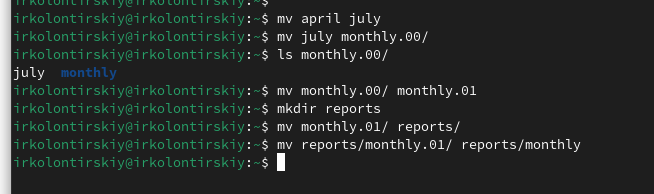 irkolontirskiy@irkolontirskiy:~$
irkolontirskiy@irkolontirskiy:~$ mv april july
irkolontirskiy@irkolontirskiy:~$ mv july monthly.00/
irkolontirskiy@irkolontirskiy:~$ ls monthly.00/
july  monthly
irkolontirskiy@irkolontirskiy:~$ mv monthly.00/ monthly.01
irkolontirskiy@irkolontirskiy:~$ mkdir reports
irkolontirskiy@irkolontirskiy:~$ mv monthly.01/ reports/
irkolontirskiy@irkolontirskiy:~$ mv reports/monthly.01/ reports/monthly
irkolontirskiy@irkolontirskiy:~$